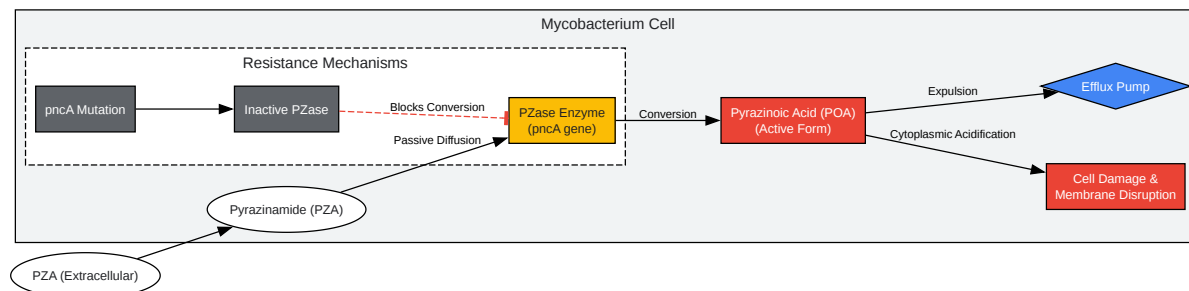 Mycobacterium Cell
Resistance Mechanisms
pncA Mutation
Inactive PZase
Blocks Conversion
PZase Enzyme
(pncA gene)
Passive Diffusion
Conversion
Pyrazinoic Acid (POA)
(Active Form)
Expulsion
Efflux Pump
Cytoplasmic Acidification
Cell Damage &
Membrane Disruption
Pyrazinamide (PZA)
PZA (Extracellular)